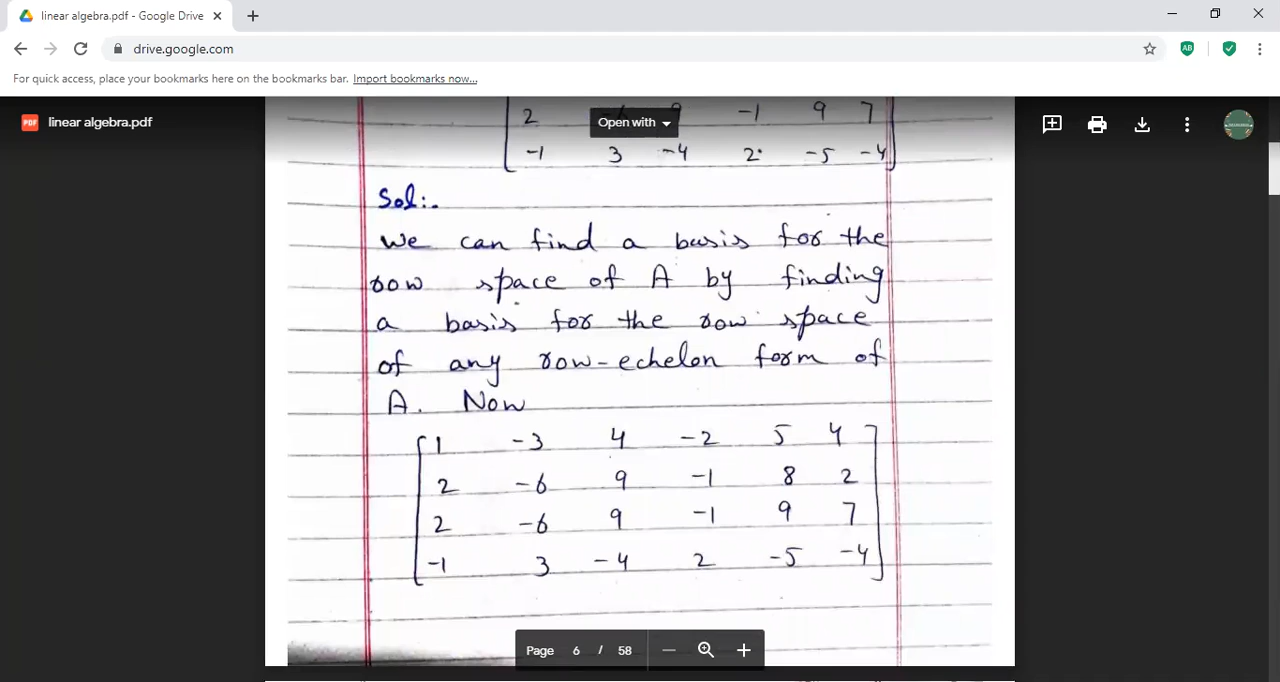 linear algebra.pdf - Google Drive
drive.google.com
AB
For quick access, place your bookmarks here on the bookmarks bar. Import bookmarks now...
PDF linear algebra.pdf
Open with
2 9 -1 9 7
-1 3 -4 2 -5 -4
Sol:-
We can find a basis for the
row space of A by finding
a basis for the row space
of any row-echelon form of
A. Now
1 -3 4 -2 5 4
2 -6 9 -1 8 2
2 -6 9 -1 9 7
-1 3 -4 2 -5 -4
Page 6 / 58